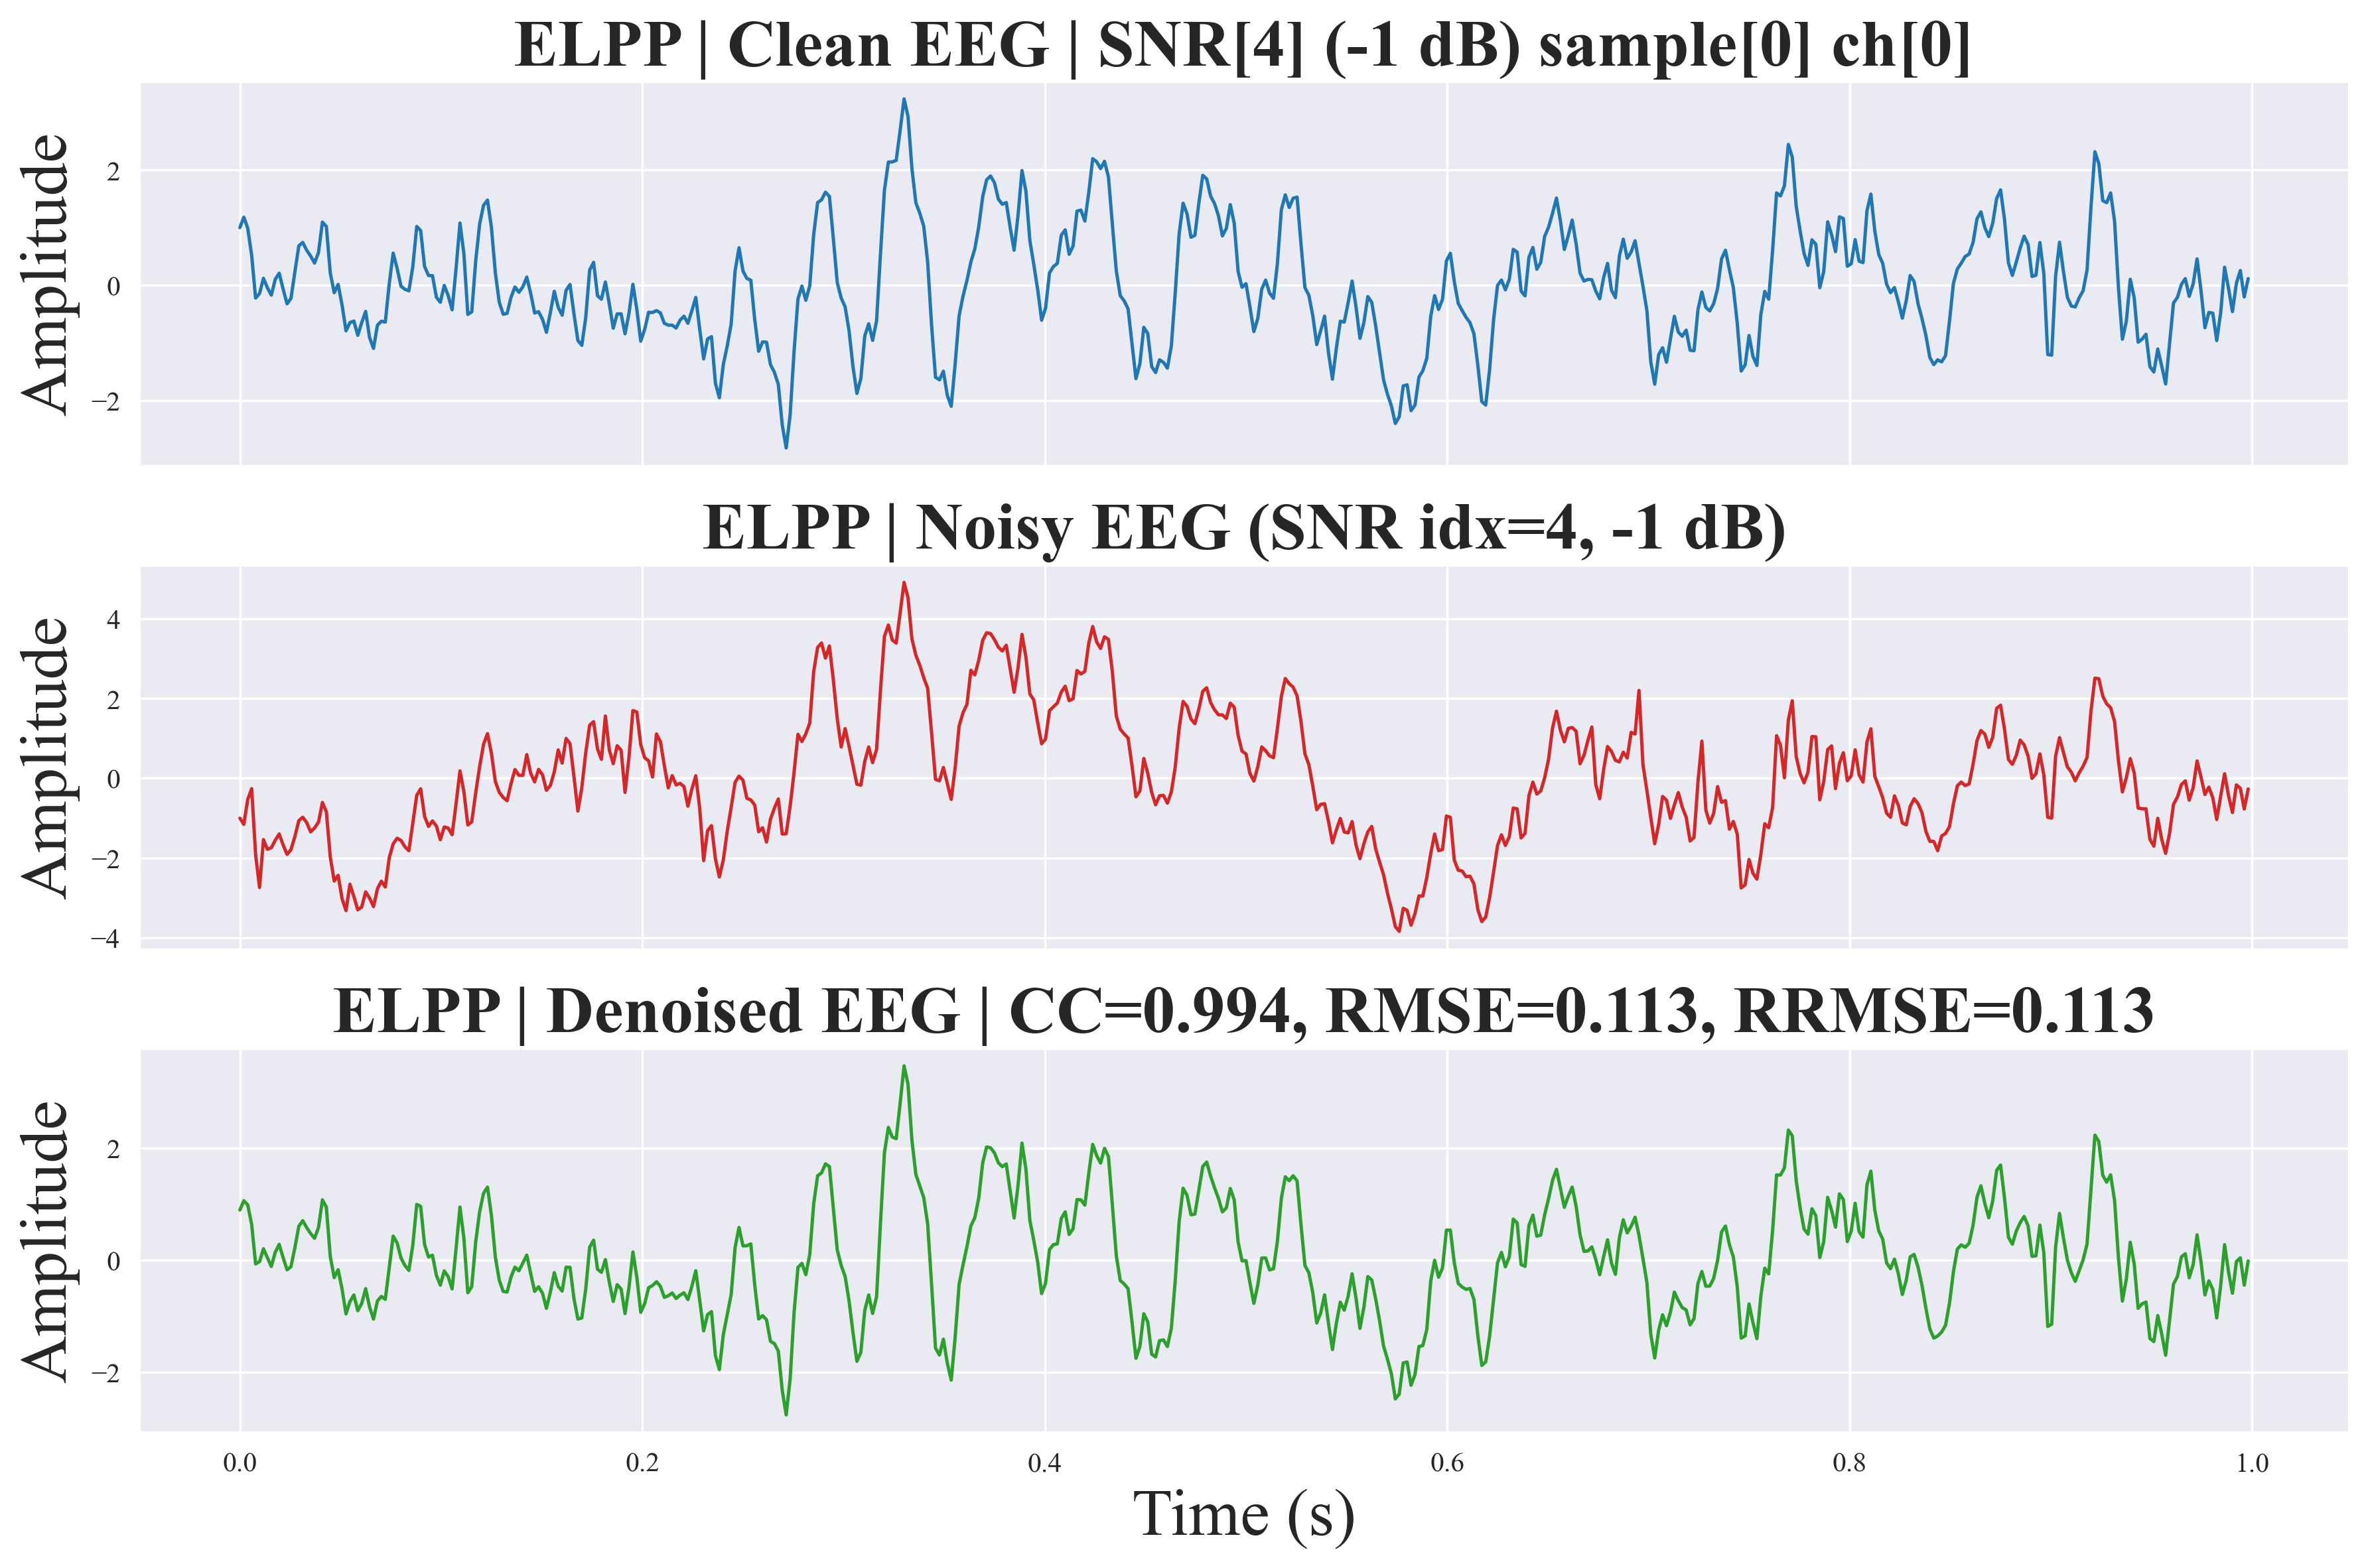 ELPP | Clean EEG | SNR[4] (-1 dB) sample[0] ch[0]
Amplitude
2
0
−2
ELPP | Noisy EEG (SNR idx=4, -1 dB)
Amplitude
4
2
0
−2
−4
ELPP | Denoised EEG | CC=0.994, RMSE=0.113, RRMSE=0.113
Amplitude
2
0
−2
0.0 0.2 0.4 0.6 0.8 1.0
Time (s)